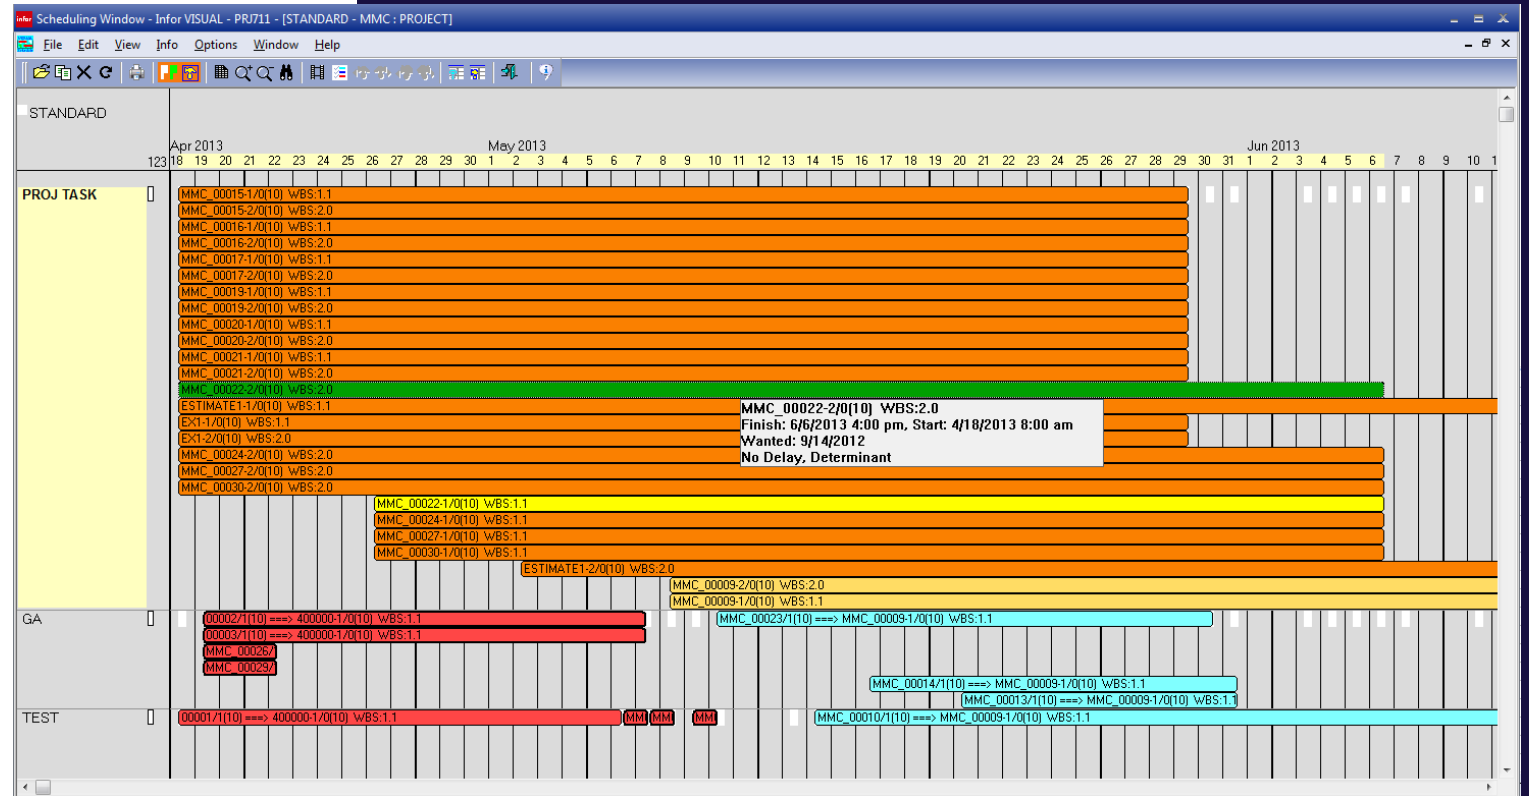 infor Scheduling Window - Infor VISUAL - PRJ711 - [STANDARD - MMC : PROJECT]
File Edit View Info Options Window Help
STANDARD
Apr 2013 May 2013 Jun 2013
123 18 19 20 21 22 23 24 25 26 27 28 29 30 1 2 3 4 5 6 7 8 9 10 11 12 13 14 15 16 17 18 19 20 21 22 23 24 25 26 27 28 29 30 31 1 2 3 4 5 6 7 8 9 10 1
PROJ TASK
MMC_00015-1/0(10) WBS:1.1
MMC_00015-2/0(10) WBS:2.0
MMC_00016-1/0(10) WBS:1.1
MMC_00016-2/0(10) WBS:2.0
MMC_00017-1/0(10) WBS:1.1
MMC_00017-2/0(10) WBS:2.0
MMC_00019-1/0(10) WBS:1.1
MMC_00019-2/0(10) WBS:2.0
MMC_00020-1/0(10) WBS:1.1
MMC_00020-2/0(10) WBS:2.0
MMC_00021-1/0(10) WBS:1.1
MMC_00021-2/0(10) WBS:2.0
MMC_00022-2/0(10) WBS:2.0
ESTIMATE1-1/0(10) WBS:1.1
EX1-1/0(10) WBS:1.1
EX1-2/0(10) WBS:2.0
MMC_00024-2/0(10) WBS:2.0
MMC_00027-2/0(10) WBS:2.0
MMC_00030-2/0(10) WBS:2.0
MMC_00022-2/0(10) WBS:2.0
Finish: 6/6/2013 4:00 pm, Start: 4/18/2013 8:00 am
Wanted: 9/14/2012
No Delay, Determinant
MMC_00022-1/0(10) WBS:1.1
MMC_00024-1/0(10) WBS:1.1
MMC_00027-1/0(10) WBS:1.1
MMC_00030-1/0(10) WBS:1.1
ESTIMATE1-2/0(10) WBS:2.0
MMC_00009-2/0(10) WBS:2.0
MMC_00009-1/0(10) WBS:1.1
GA
00002/1(10) ===> 400000-1/0(10) WBS:1.1 MMC_00023/1(10) ===> MMC_00009-1/0(10) WBS:1.1
00003/1(10) ===> 400000-1/0(10) WBS:1.1
MMC_00026/
MMC_00029/
MMC_00014/1(10) ===> MMC_00009-1/0(10) WBS:1.1
MMC_00013/1(10) ===> MMC_00009-1/0(10) WBS:1.1
TEST
00001/1(10) ===> 400000-1/0(10) WBS:1.1 MM MM MM MMC_00010/1(10) ===> MMC_00009-1/0(10) WBS:1.1